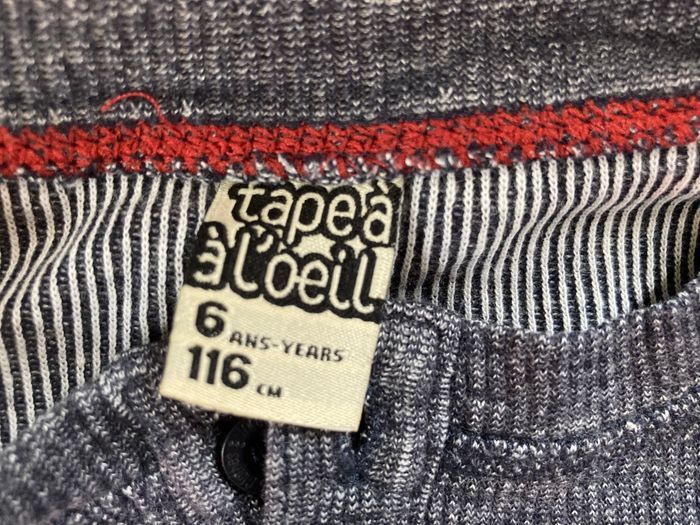 tape à
à l'oeil
6 ANS-YEARS
116 CM